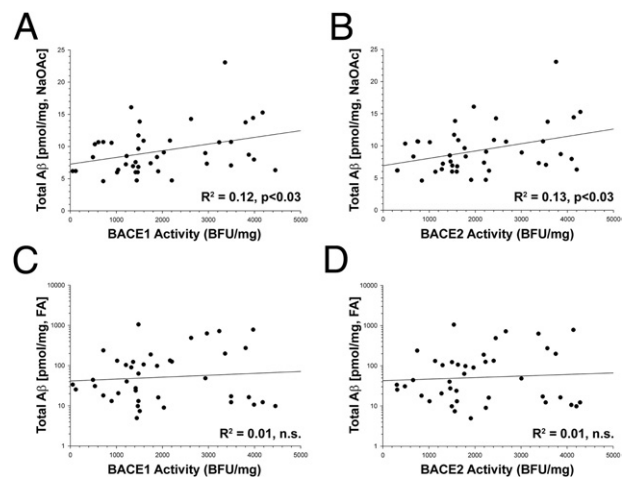 A
B
Total Aβ [pmol/mg, NaOAc]
25
20
15
10
5
0
0 1000 2000 3000 4000 5000
R² = 0.12, p<0.03
BACE1 Activity (BFU/mg)
Total Aβ [pmol/mg, NaOAc]
25
20
15
10
5
0
0 1000 2000 3000 4000 5000
R² = 0.13, p<0.03
BACE2 Activity (BFU/mg)
C
D
Total Aβ [pmol/mg, FA]
10000
1000
100
10
1
0 1000 2000 3000 4000 5000
R² = 0.01, n.s.
BACE1 Activity (BFU/mg)
Total Aβ [pmol/mg, FA]
10000
1000
100
10
1
0 1000 2000 3000 4000 5000
R² = 0.01, n.s.
BACE2 Activity (BFU/mg)